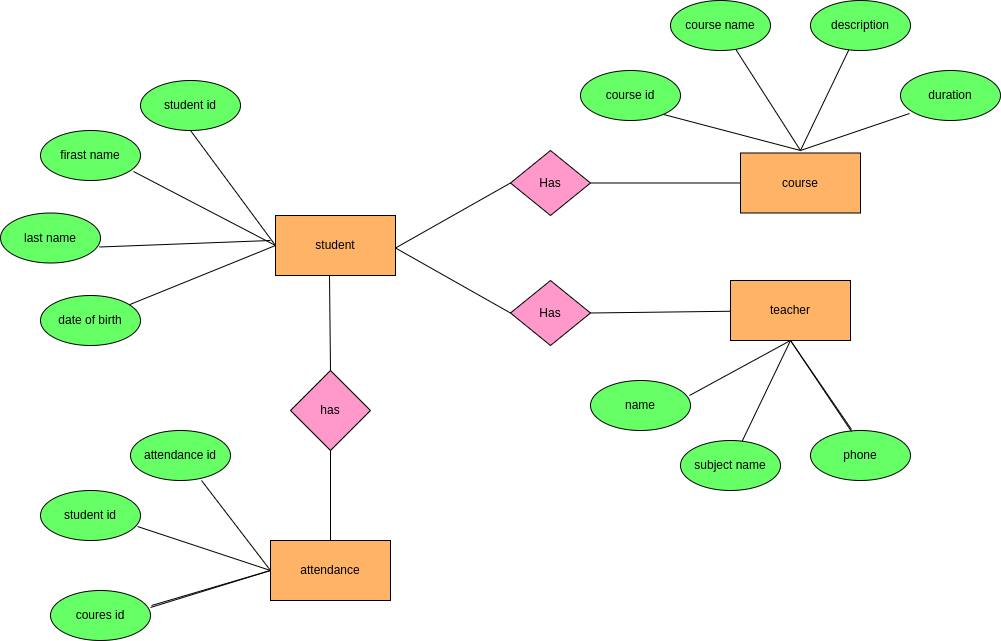 course name
description
student id
course id
duration
firast name
Has
course
last name
student
Has
teacher
date of birth
has
name
attendance id
subject name
phone
student id
attendance
coures id